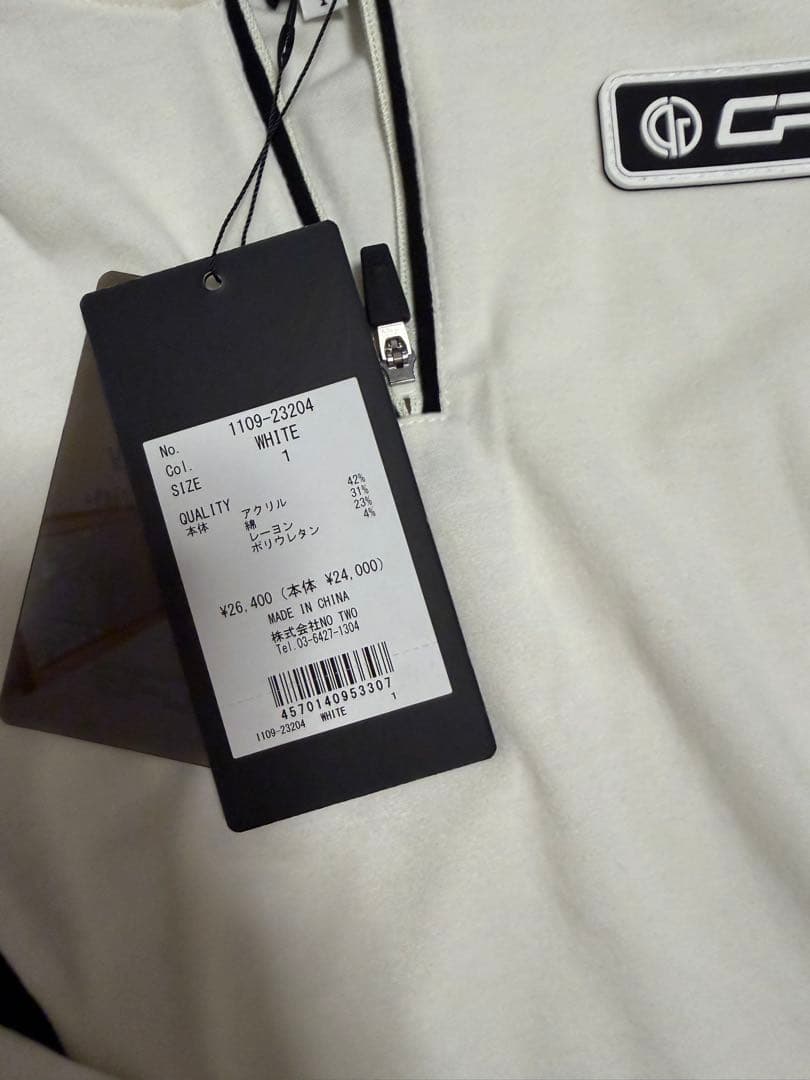 1
CP
No. 1109-23204
Col. WHITE
SIZE 1
QUALITY
本体 アクリル 42%
綿 31%
レーヨン 23%
ポリウレタン 4%
¥26,400 (本体 ¥24,000)
MADE IN CHINA
株式会社NO TWO
Tel.03-6427-1304
4570140953307
1109-23204 WHITE 1